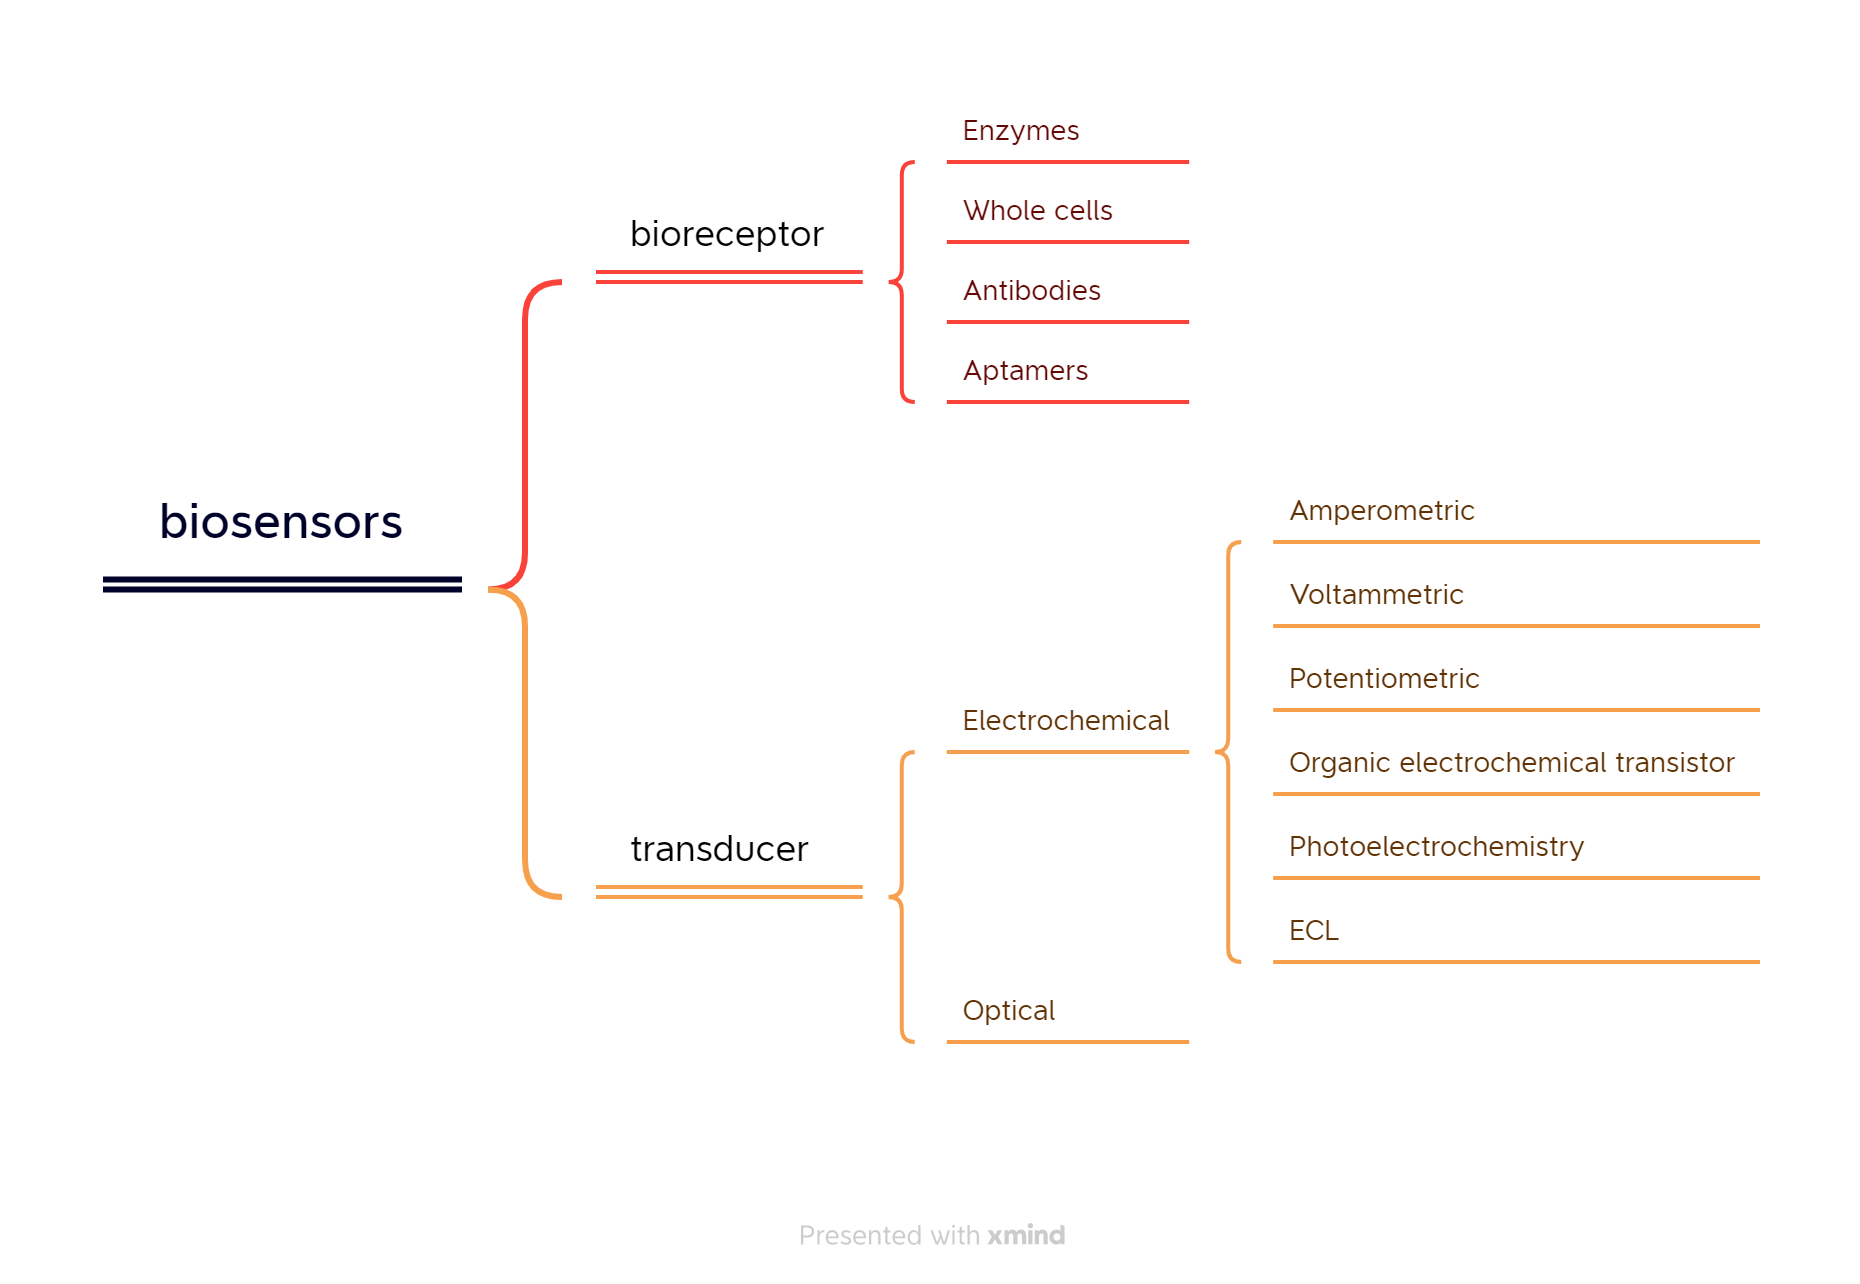 biosensors
bioreceptor
Enzymes
Whole cells
Antibodies
Aptamers
transducer
Electrochemical
Amperometric
Voltammetric
Potentiometric
Organic electrochemical transistor
Photoelectrochemistry
ECL
Optical
Presented with xmind